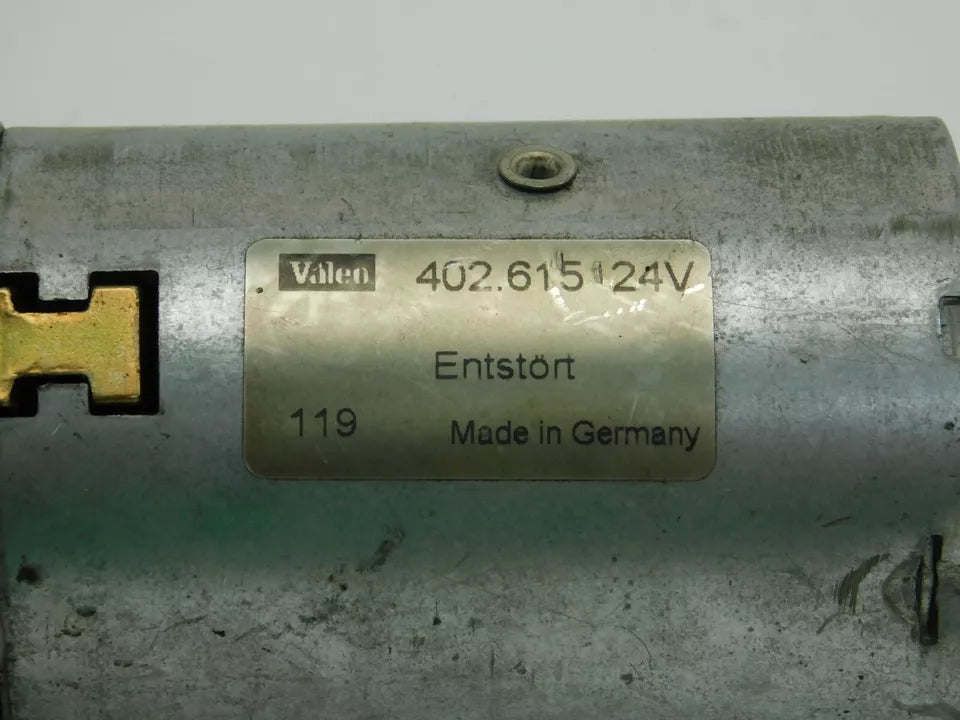 Valeo 402.615 24V
Entstört
119 Made in Germany